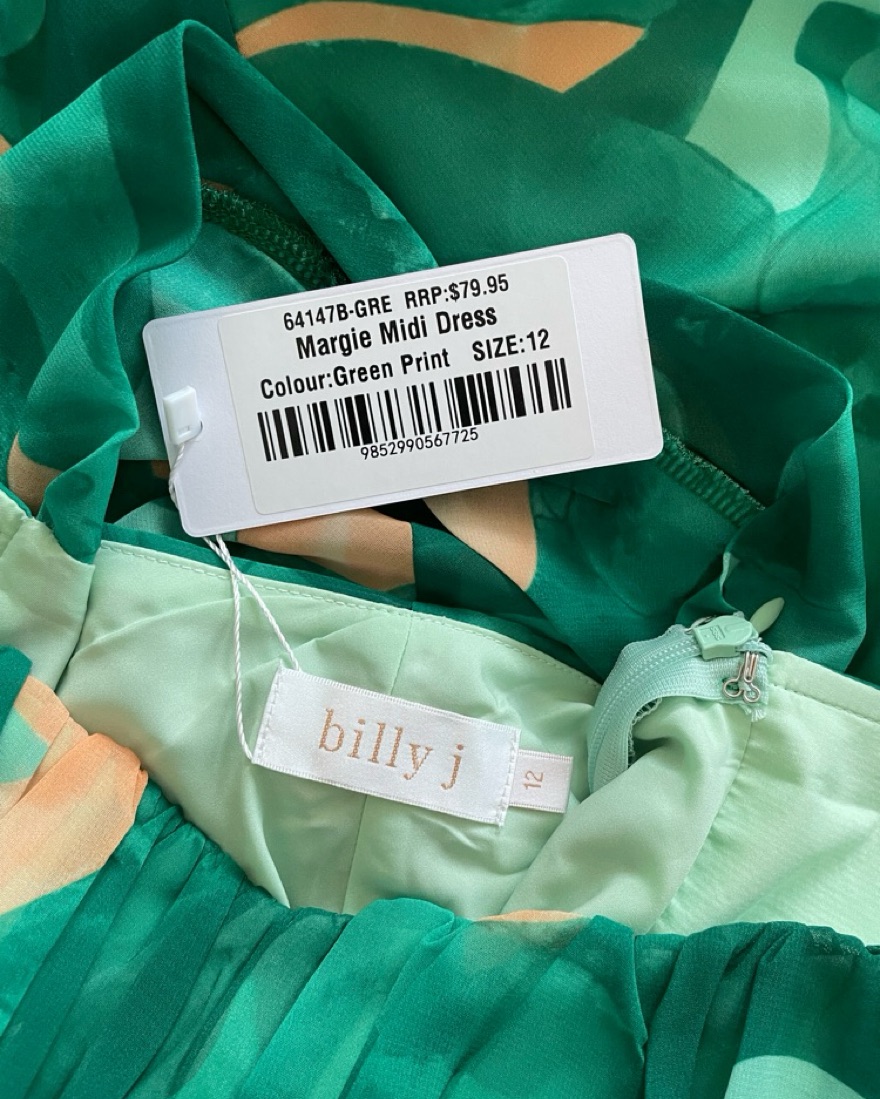 64147B-GRE RRP:$79.95
Margie Midi Dress
Colour:Green Print SIZE:12
9852990567725
billy j
12